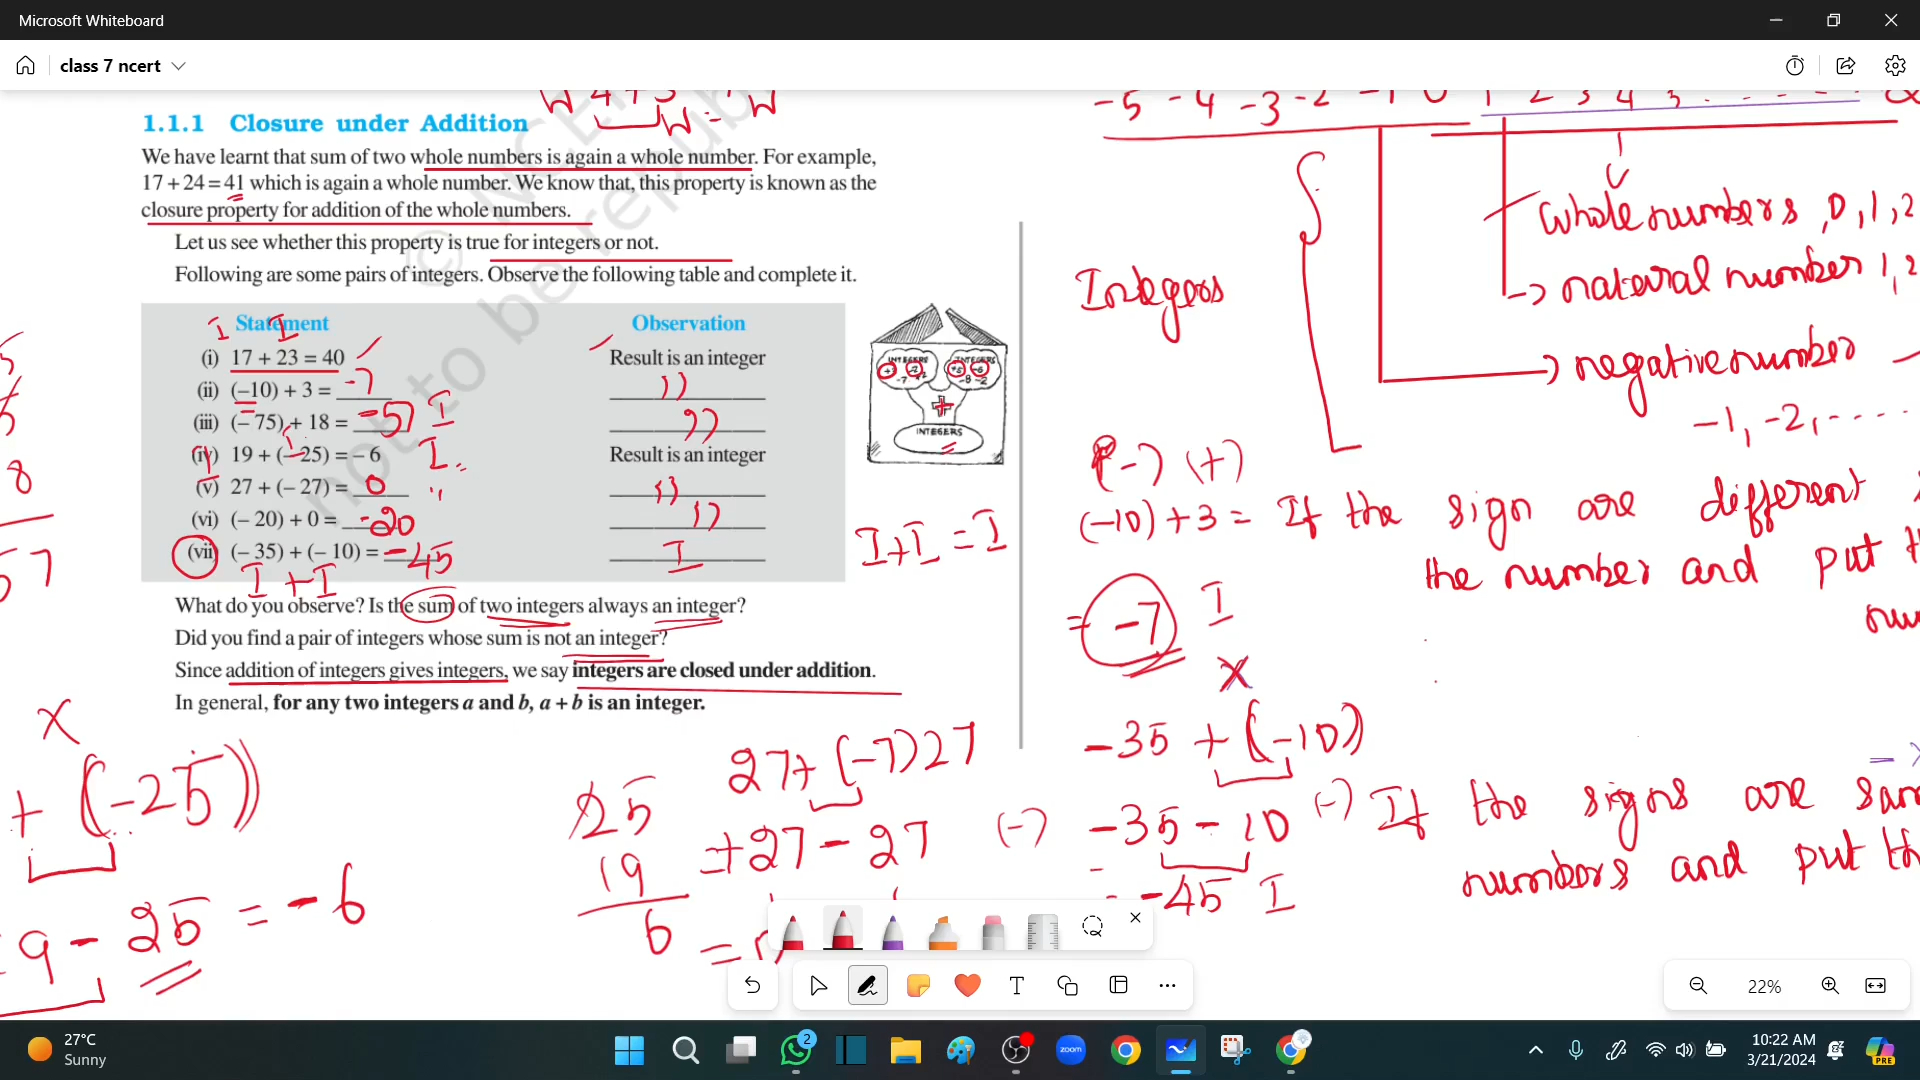 Microsoft Whiteboard
class 7 ncert
1.1.1 Closure under Addition
We have learnt that sum of two whole numbers is again a whole number. For example,
17 + 24 = 41 which is again a whole number. We know that, this property is known as the
closure property for addition of the whole numbers.
Let us see whether this property is true for integers or not.
Following are some pairs of integers. Observe the following table and complete it.
I I
Statement Observation
(i) 17 + 23 = 40 Result is an integer
(ii) (–10) + 3 = -7 ''
(iii) (– 75) + 18 = -57 I ''
(iv) 19 + (– 25) = – 6 I Result is an integer
(v) 27 + (– 27) = 0 '' ''
(vi) (– 20) + 0 = -20 ''
(vii) (– 35) + (– 10) = -45 I
I + I
INTEGERS INTEGERS
+
INTEGERS
I+I = I
What do you observe? Is the sum of two integers always an integer?
Did you find a pair of integers whose sum is not an integer?
Since addition of integers gives integers, we say integers are closed under addition.
In general, for any two integers a and b, a + b is an integer.
-5 -4 -3 -2 -1 0 1 2 3 4 5
Integers
whole numbers, 0, 1, 2
-> natural number 1, 2
-> negative number
-1, -2, .....
(-) (+)
(-10) + 3 = If the sign are different
the number and put th
= -7 I
x
-35 + (-10)
-35 - 10 (-) If the signs are sam
numbers and put th
= -45 I
x
+ (-25)
9 - 25 = -6
25
19
6
27 + (-7) 27
= +27 - 27 (-)
22%
27°C
Sunny
2
zoom
10:22 AM
3/21/2024
PRE